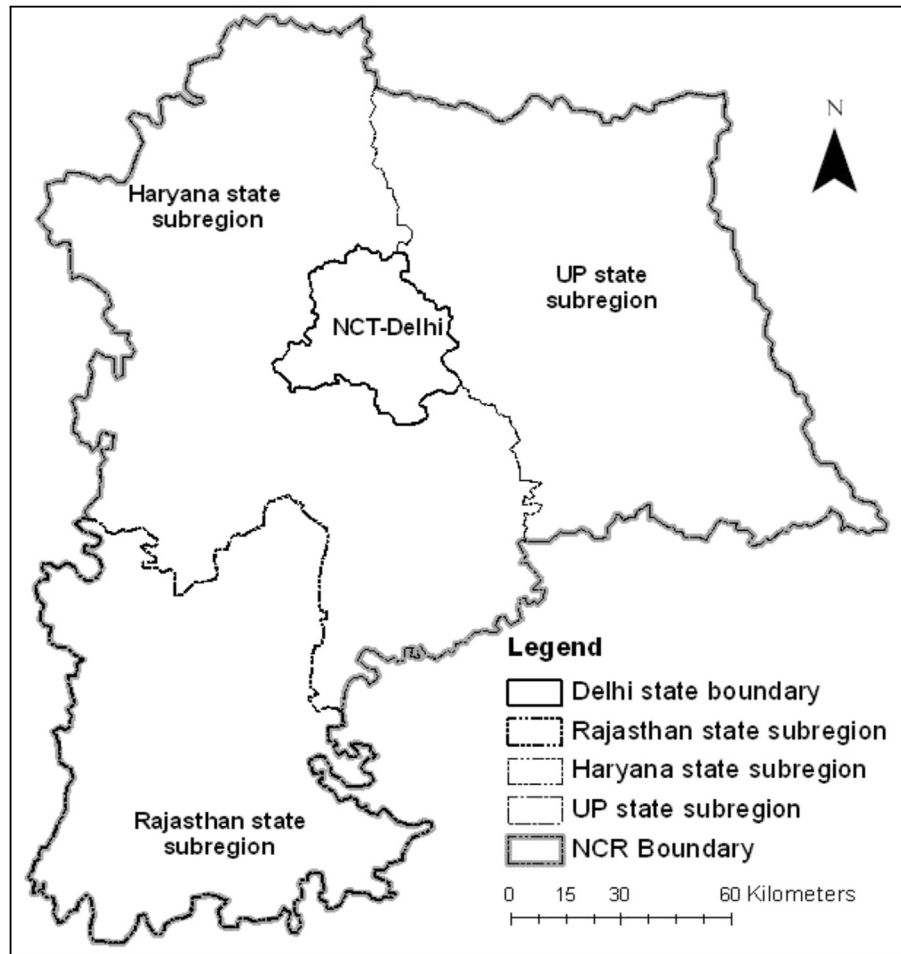 N
Haryana state
subregion
UP state
subregion
NCT-Delhi
Rajasthan state
subregion
Legend
Delhi state boundary
Rajasthan state subregion
Haryana state subregion
UP state subregion
NCR Boundary
0 15 30 60 Kilometers